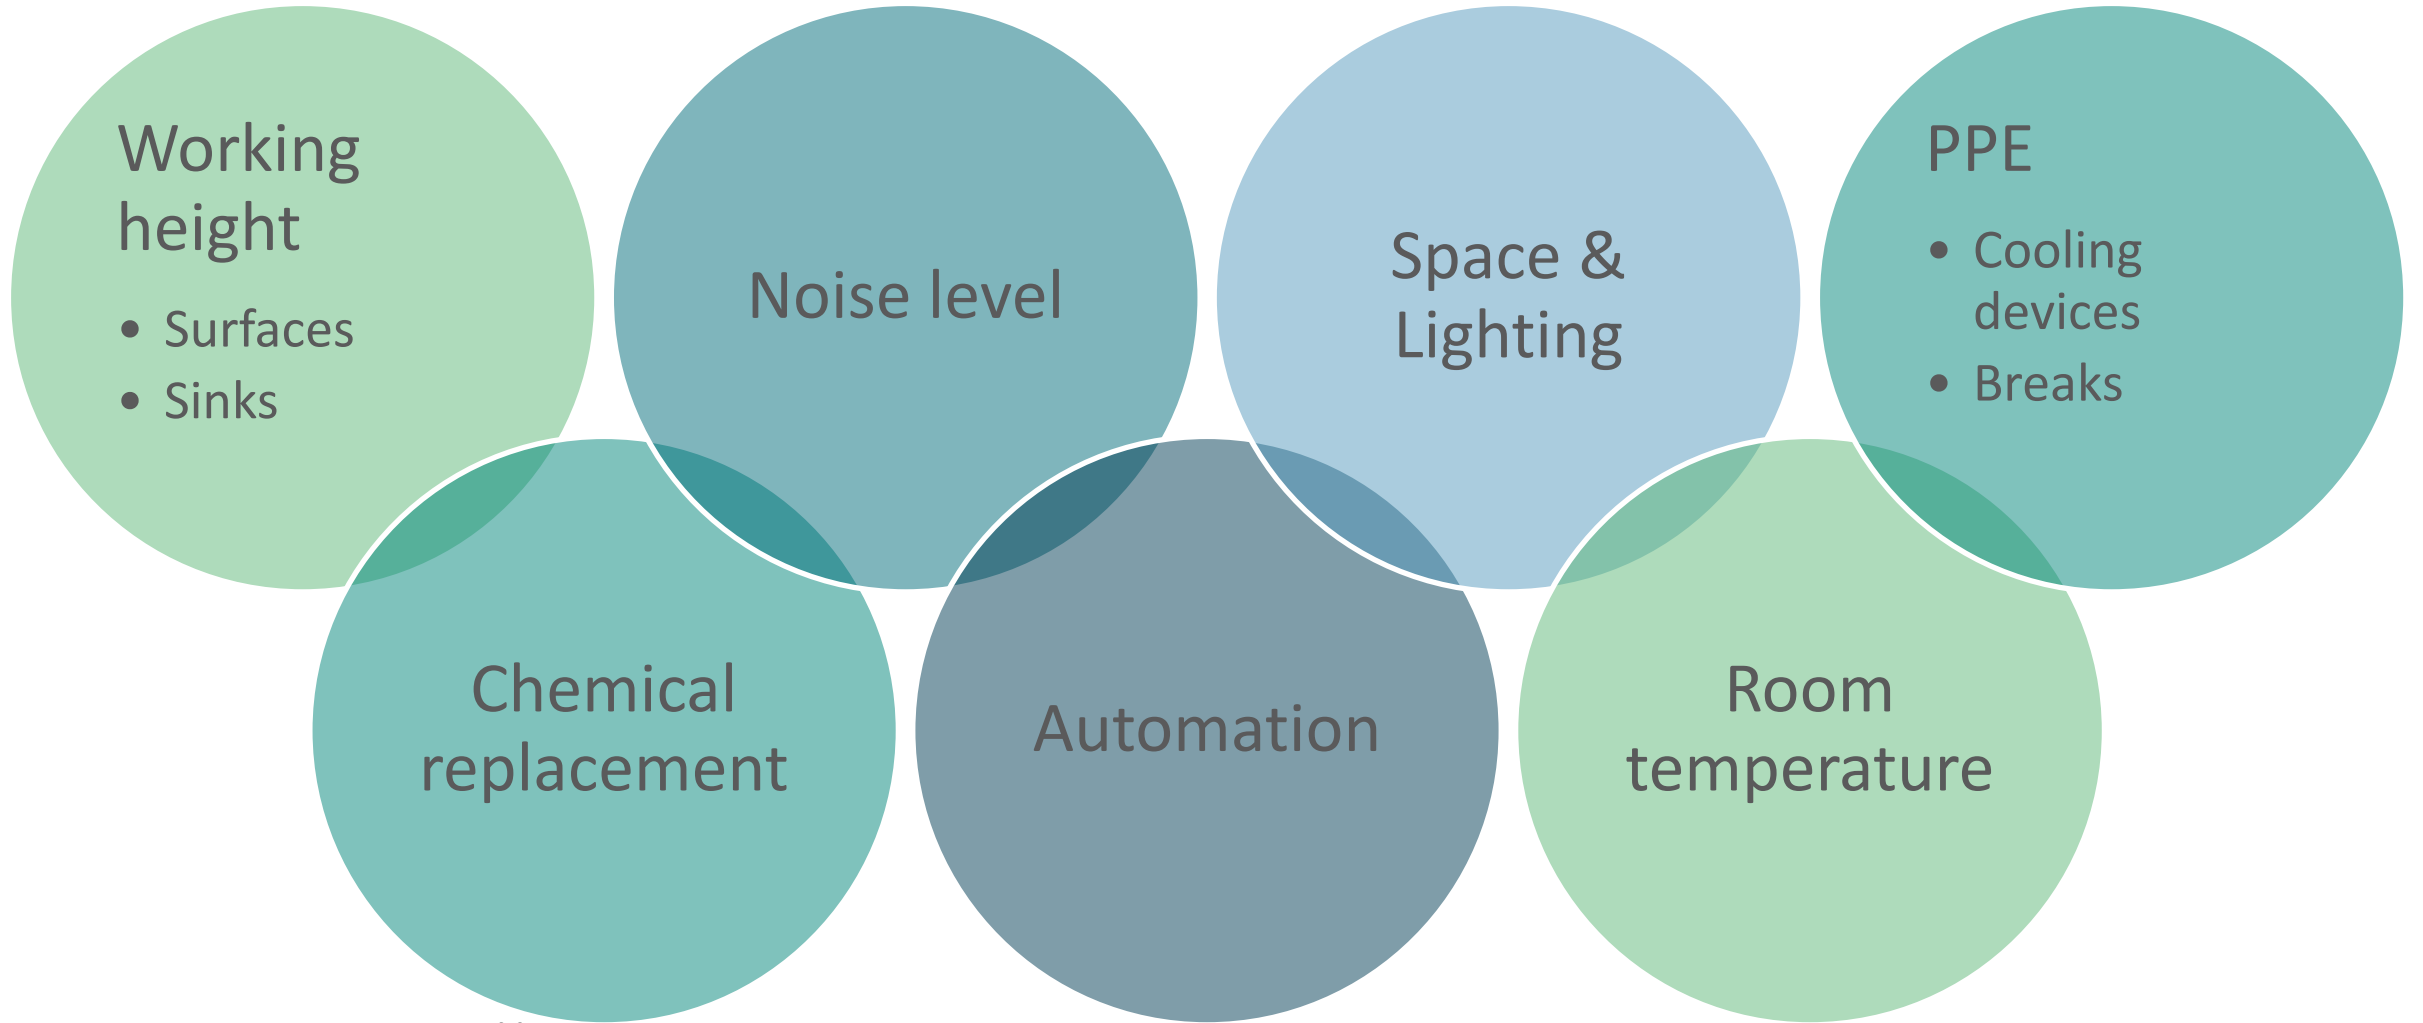 Working
height
• Surfaces
• Sinks
Noise level
Space &
Lighting
PPE
• Cooling
devices
• Breaks
Chemical
replacement
Automation
Room
temperature